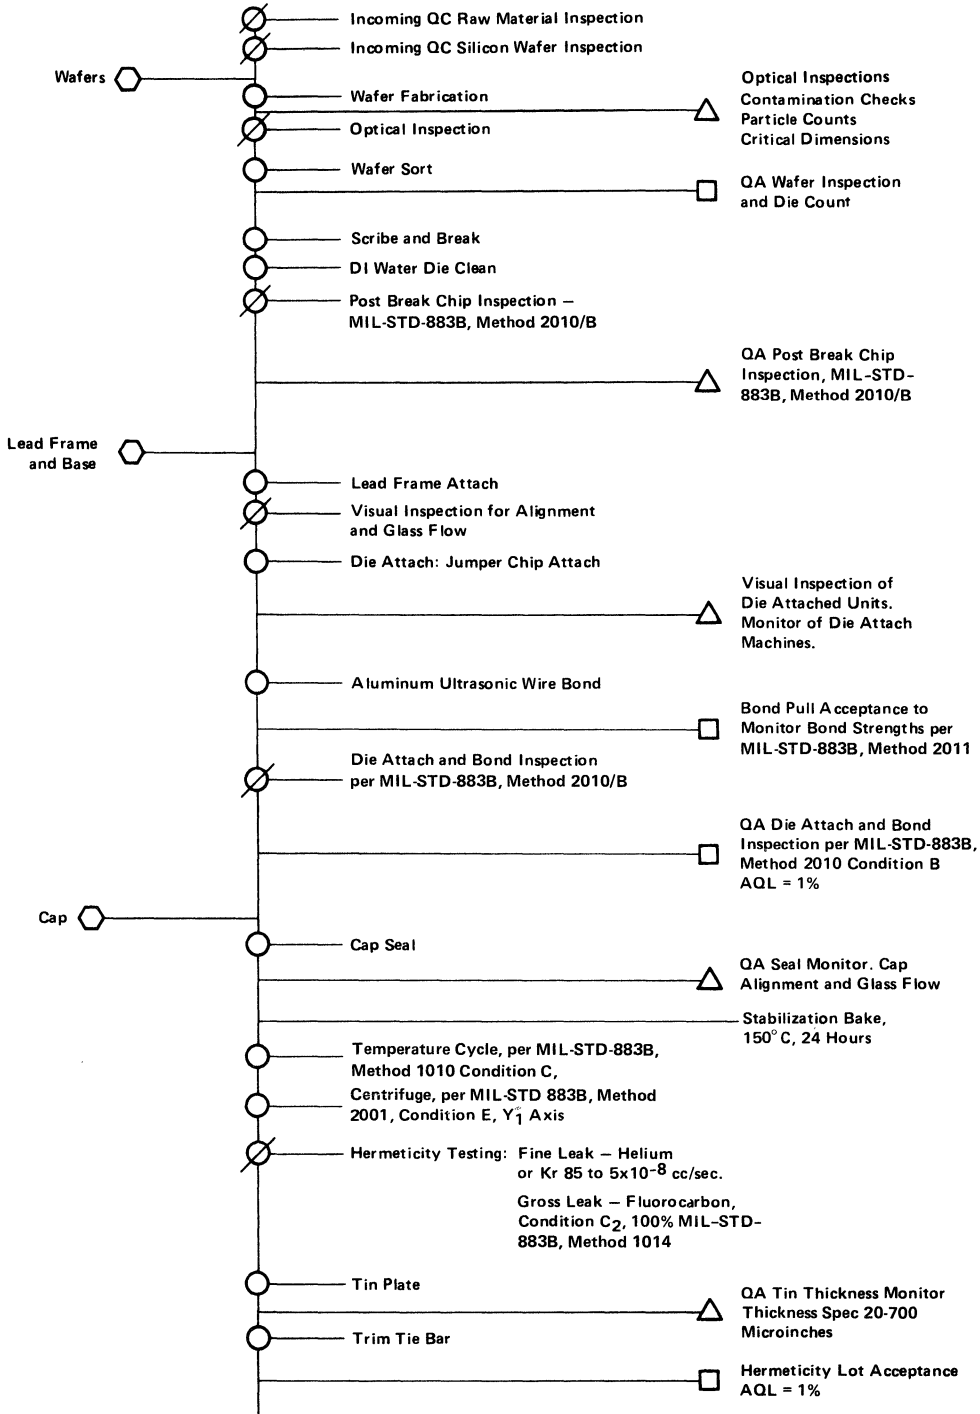 Incoming QC Raw Material Inspection
Incoming QC Silicon Wafer Inspection
Wafers
Wafer Fabrication
Optical Inspections
Contamination Checks
Particle Counts
Critical Dimensions
Optical Inspection
Wafer Sort
QA Wafer Inspection
and Die Count
Scribe and Break
DI Water Die Clean
Post Break Chip Inspection –
MIL-STD-883B, Method 2010/B
QA Post Break Chip
Inspection, MIL-STD-
883B, Method 2010/B
Lead Frame
and Base
Lead Frame Attach
Visual Inspection for Alignment
and Glass Flow
Die Attach: Jumper Chip Attach
Visual Inspection of
Die Attached Units.
Monitor of Die Attach
Machines.
Aluminum Ultrasonic Wire Bond
Bond Pull Acceptance to
Monitor Bond Strengths per
MIL-STD-883B, Method 2011
Die Attach and Bond Inspection
per MIL-STD-883B, Method 2010/B
QA Die Attach and Bond
Inspection per MIL-STD-883B,
Method 2010 Condition B
AQL = 1%
Cap
Cap Seal
QA Seal Monitor. Cap
Alignment and Glass Flow
Stabilization Bake,
150°C, 24 Hours
Temperature Cycle, per MIL-STD-883B,
Method 1010 Condition C,
Centrifuge, per MIL-STD 883B, Method
2001, Condition E, Y1 Axis
Hermeticity Testing: Fine Leak – Helium
or Kr 85 to 5x10⁻⁸ cc/sec.
Gross Leak – Fluorocarbon,
Condition C₂, 100% MIL-STD-
883B, Method 1014
Tin Plate
QA Tin Thickness Monitor
Thickness Spec 20-700
Microinches
Trim Tie Bar
Hermeticity Lot Acceptance
AQL = 1%